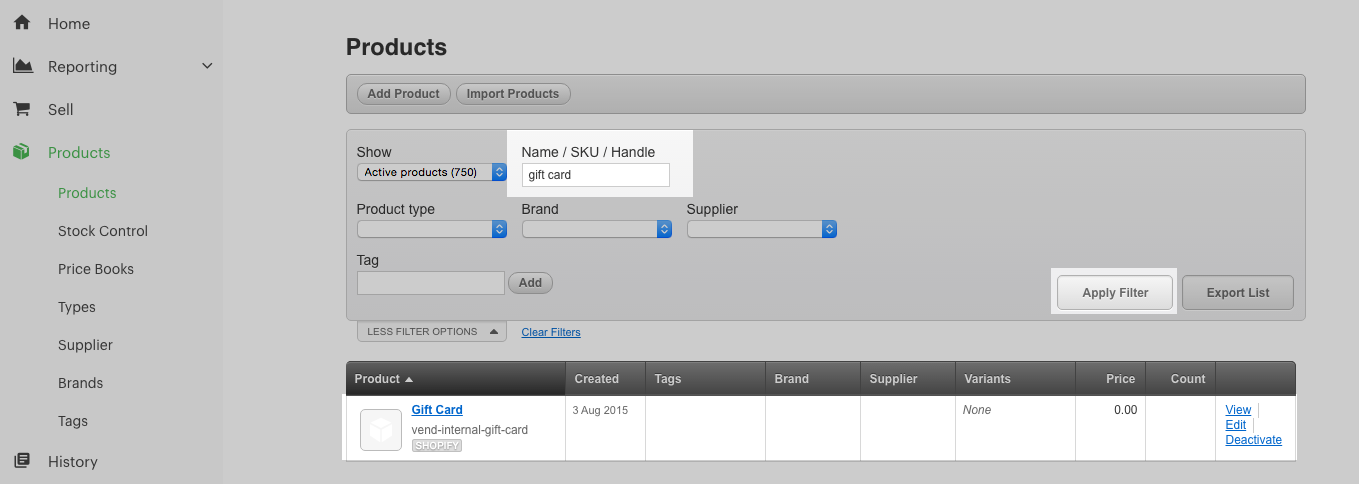 Home
Reporting
Sell
Products
Products
Stock Control
Price Books
Types
Supplier
Brands
Tags
History
Products
Add Product Import Products
Show Name / SKU / Handle
Active products (750) gift card
Product type Brand Supplier
Tag
Add
Apply Filter Export List
LESS FILTER OPTIONS Clear Filters
Product Created Tags Brand Supplier Variants Price Count
Gift Card 3 Aug 2015 None 0.00 View
vend-internal-gift-card Edit
SHOPIFY Deactivate